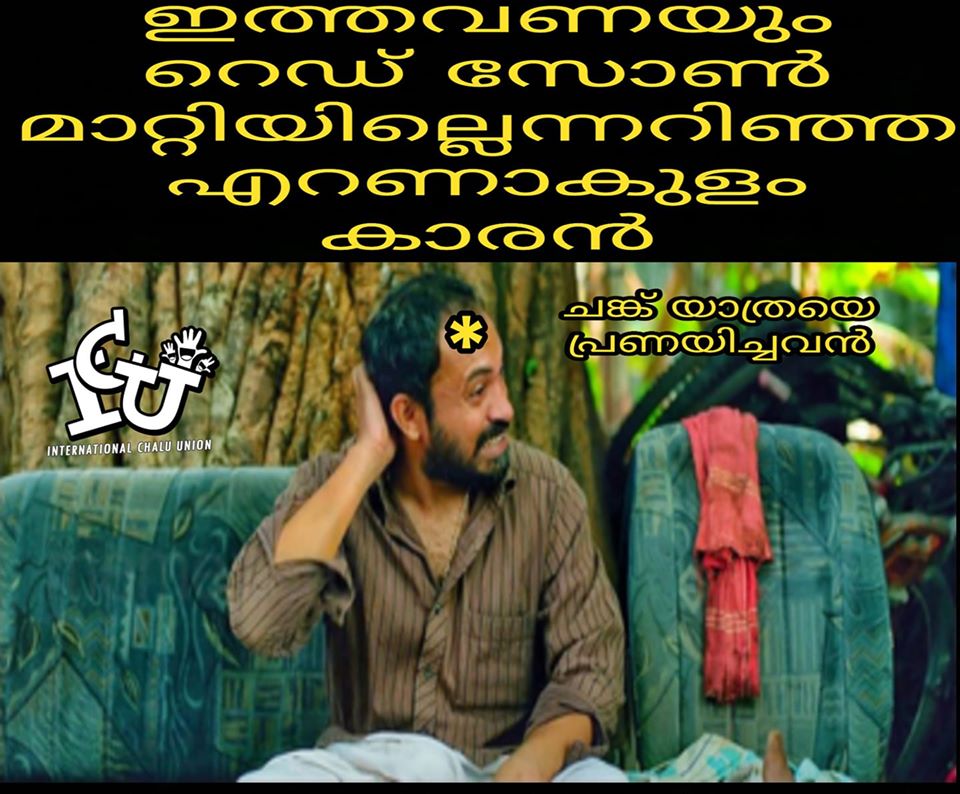 ഇത്തവണയും
റെഡ് സോൺ
മാറ്റിയില്ലെന്നറിഞ്ഞ
എറണാകുളം
കാരൻ
ചങ്ക് യാത്രയെ
പ്രണയിച്ചവൻ
*
ICU
INTERNATIONAL CHALU UNION